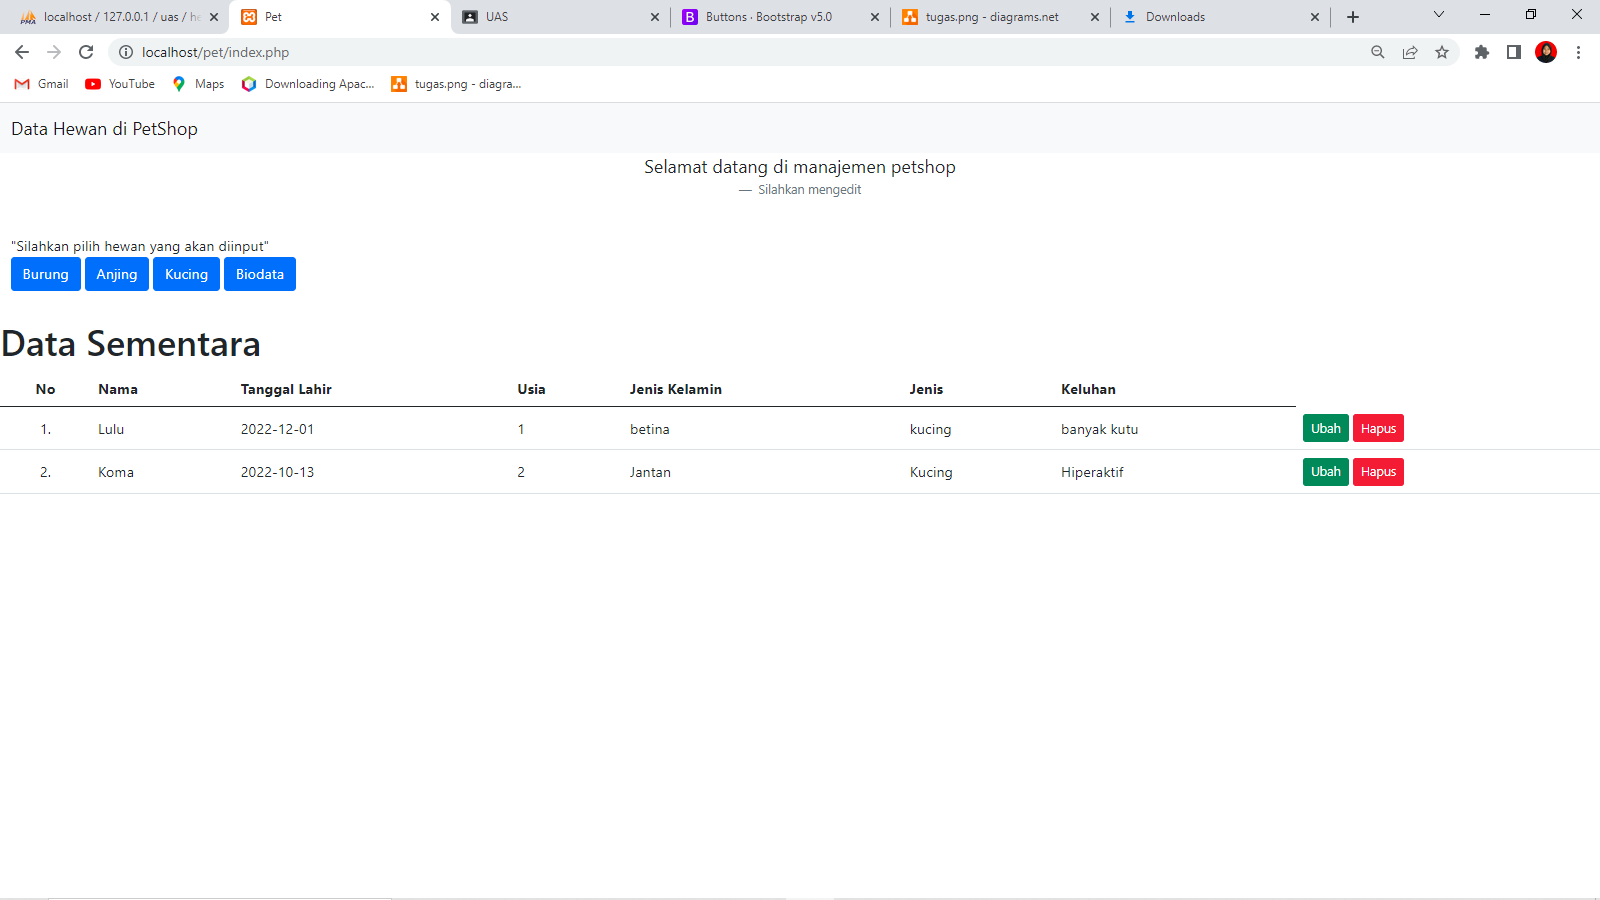 localhost / 127.0.0.1 / uas / he
Pet
UAS
Buttons · Bootstrap v5.0
tugas.png - diagrams.net
Downloads
localhost/pet/index.php
Gmail
YouTube
Maps
Downloading Apac...
tugas.png - diagra...
Data Hewan di PetShop
Selamat datang di manajemen petshop
— Silahkan mengedit
"Silahkan pilih hewan yang akan diinput"
Burung Anjing Kucing Biodata
Data Sementara
No Nama Tanggal Lahir Usia Jenis Kelamin Jenis Keluhan
1. Lulu 2022-12-01 1 betina kucing banyak kutu Ubah Hapus
2. Koma 2022-10-13 2 Jantan Kucing Hiperaktif Ubah Hapus